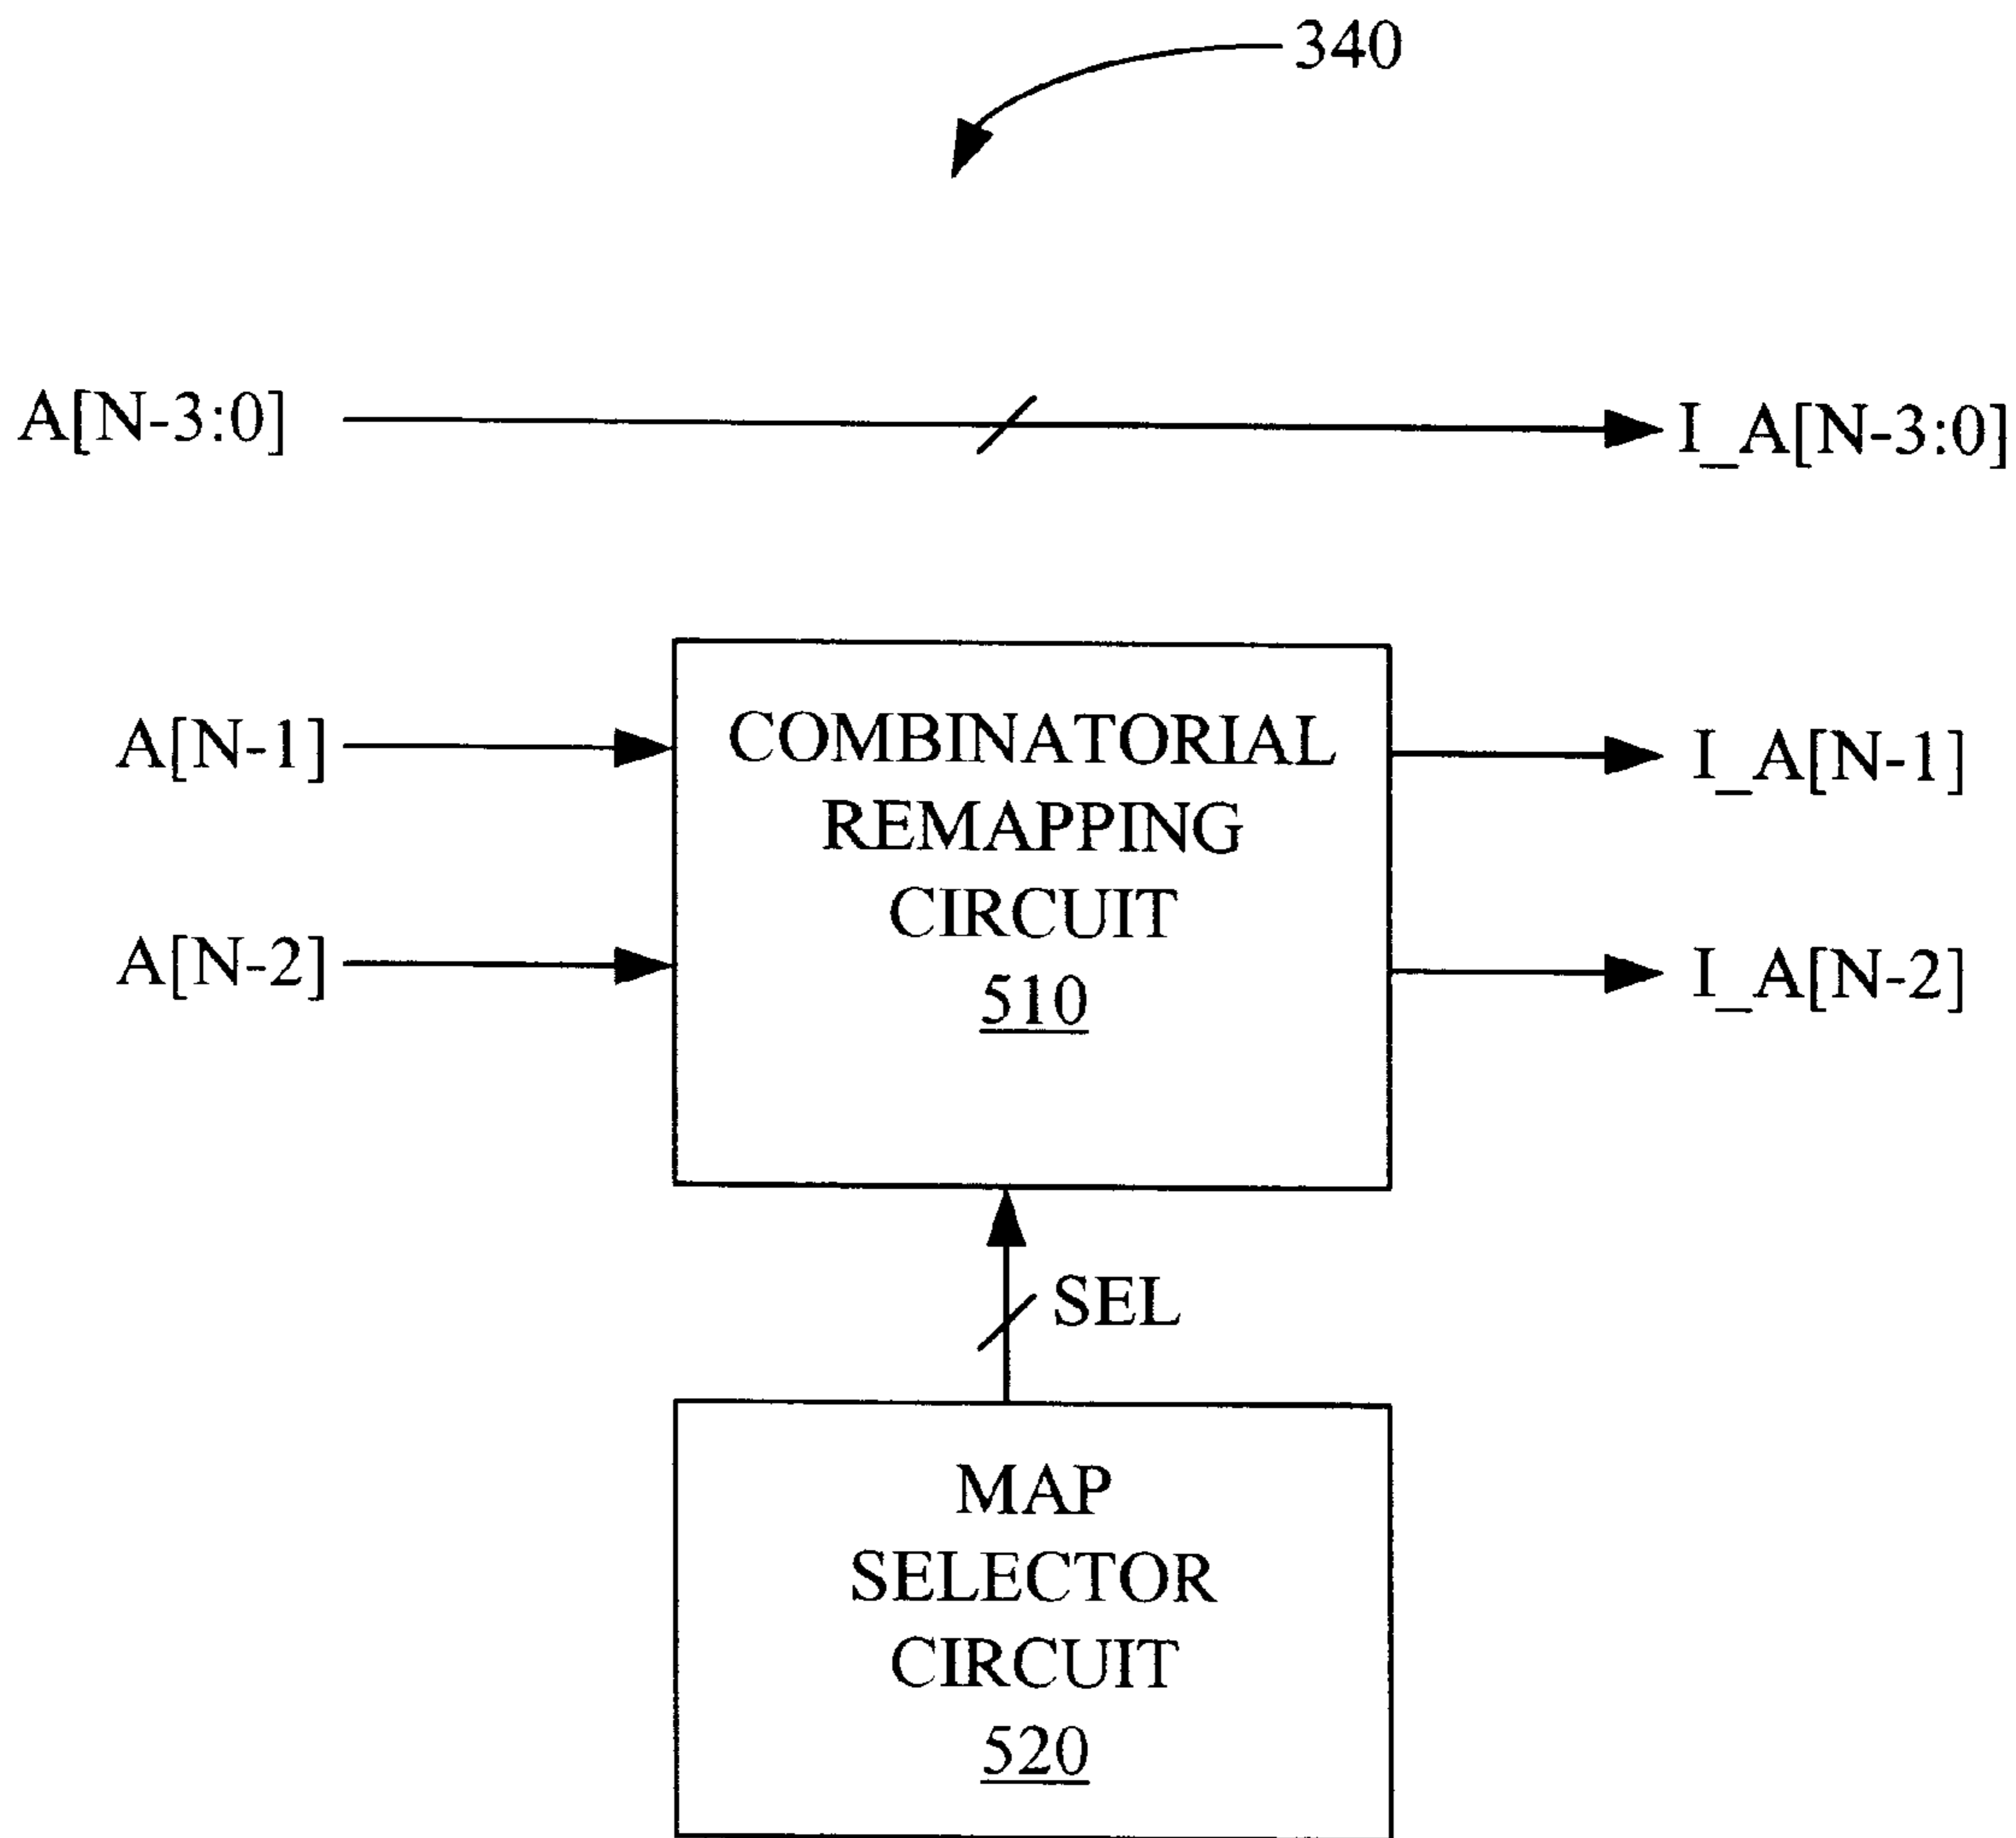 340
A[N-3:0]
I_A[N-3:0]
A[N-1]
COMBINATORIAL
REMAPPING
CIRCUIT
510
I_A[N-1]
A[N-2]
I_A[N-2]
SEL
MAP
SELECTOR
CIRCUIT
520